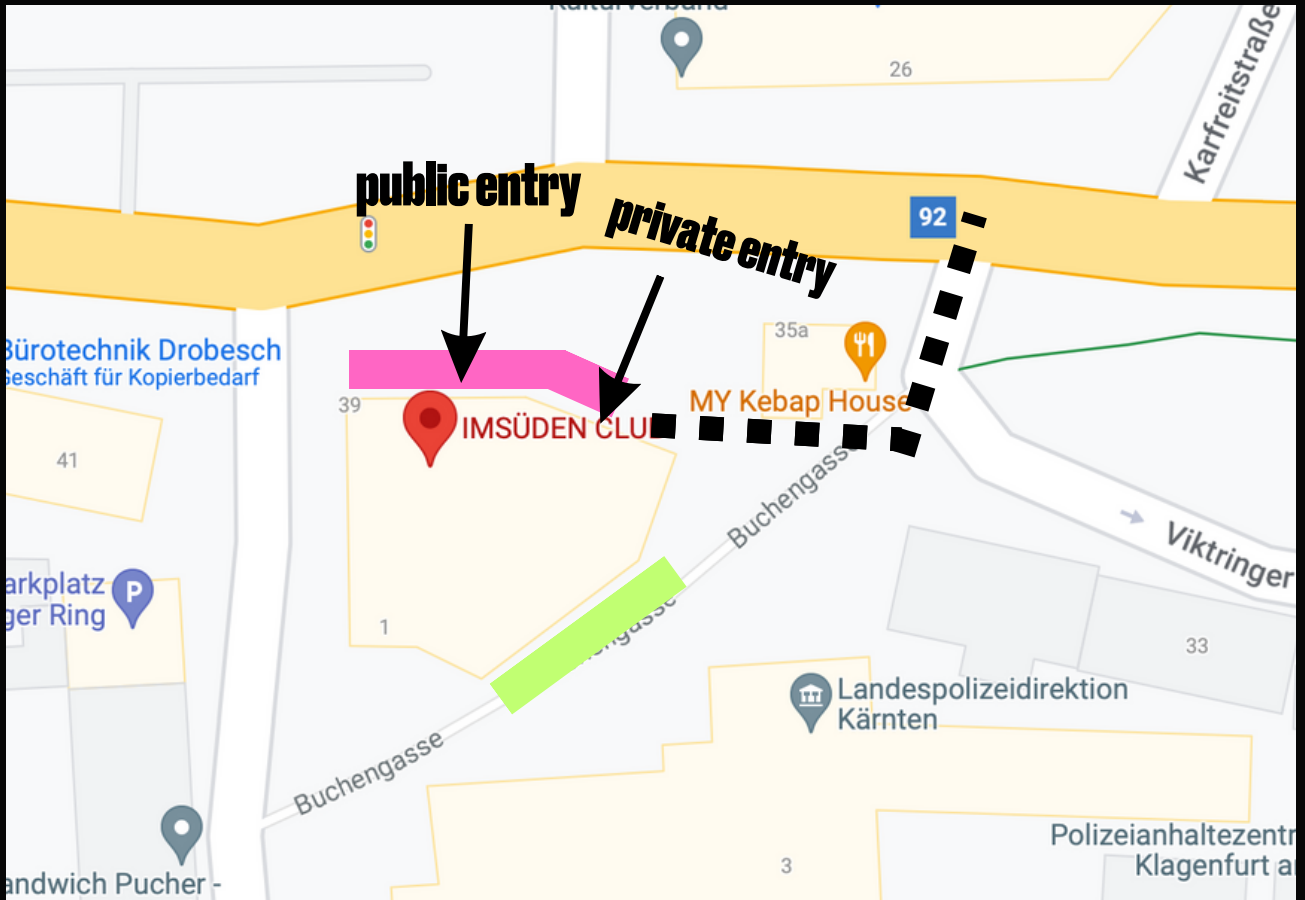 Kulturverband
26
Karfreitstraße
public entry
92
private entry
35a
Bürotechnik Drobesch
Geschäft für Kopierbedarf
MY Kebap House
39
IMSÜDEN
41
Buchengasse
Viktringer
arkplatz
ger Ring
P
1
33
Landespolizeidirektion
Kärnten
Buchengasse
Polizeianhaltezentr
Klagenfurt a
3
andwich Pucher -